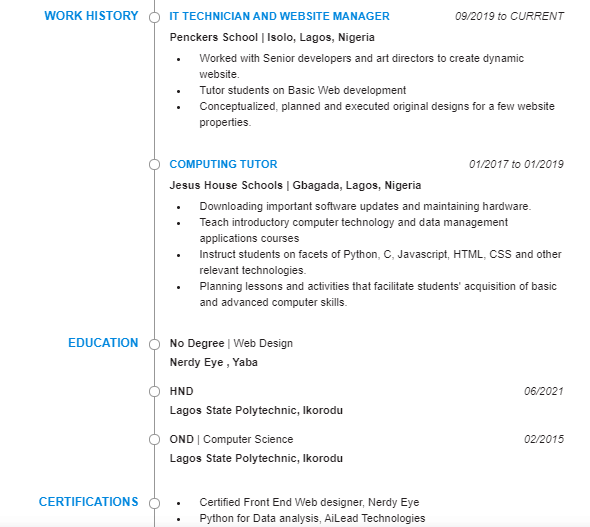 WORK HISTORY
IT TECHNICIAN AND WEBSITE MANAGER 09/2019 to CURRENT
Penckers School | Isolo, Lagos, Nigeria
• Worked with Senior developers and art directors to create dynamic
website.
• Tutor students on Basic Web development
• Conceptualized, planned and executed original designs for a few website
properties.
COMPUTING TUTOR 01/2017 to 01/2019
Jesus House Schools | Gbagada, Lagos, Nigeria
• Downloading important software updates and maintaining hardware.
• Teach introductory computer technology and data management
applications courses
• Instruct students on facets of Python, C, Javascript, HTML, CSS and other
relevant technologies.
• Planning lessons and activities that facilitate students' acquisition of basic
and advanced computer skills.
EDUCATION
No Degree | Web Design
Nerdy Eye , Yaba
HND 06/2021
Lagos State Polytechnic, Ikorodu
OND | Computer Science 02/2015
Lagos State Polytechnic, Ikorodu
CERTIFICATIONS
• Certified Front End Web designer, Nerdy Eye
• Python for Data analysis, AiLead Technologies